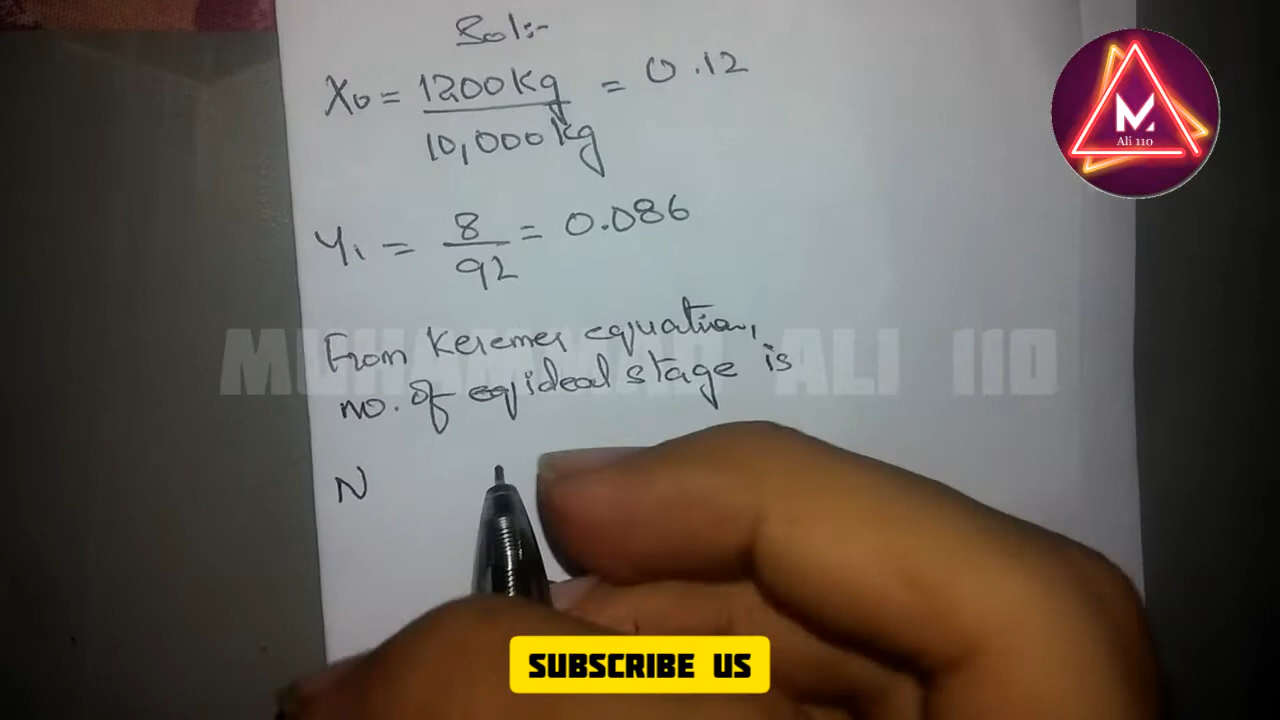 Sol:-
X₀ = 1200 Kg / 10,000 Kg = 0.12
Y₁ = 8 / 92 = 0.086
From Keremer equation,
no. of ideal stage is
N
M.
Ali 110
MUHAMMAD ALI 110
SUBSCRIBE US